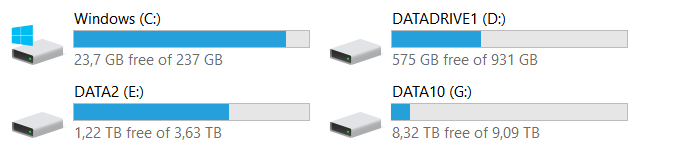 Windows (C:)
23,7 GB free of 237 GB
DATADRIVE1 (D:)
575 GB free of 931 GB
DATA2 (E:)
1,22 TB free of 3,63 TB
DATA10 (G:)
8,32 TB free of 9,09 TB